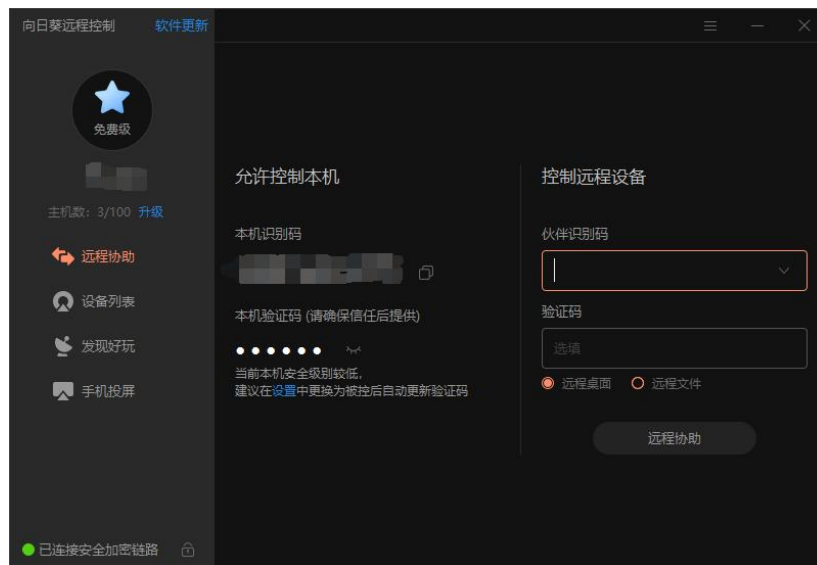 向日葵远程控制
软件更新
免费级
主机数：3/100 升级
远程协助
设备列表
发现好玩
手机投屏
已连接安全加密链路
允许控制本机
本机识别码
本机验证码 (请确保信任后提供)
当前本机安全级别较低,
建议在设置中更换为被控后自动更新验证码
控制远程设备
伙伴识别码
验证码
选填
远程桌面
远程文件
远程协助